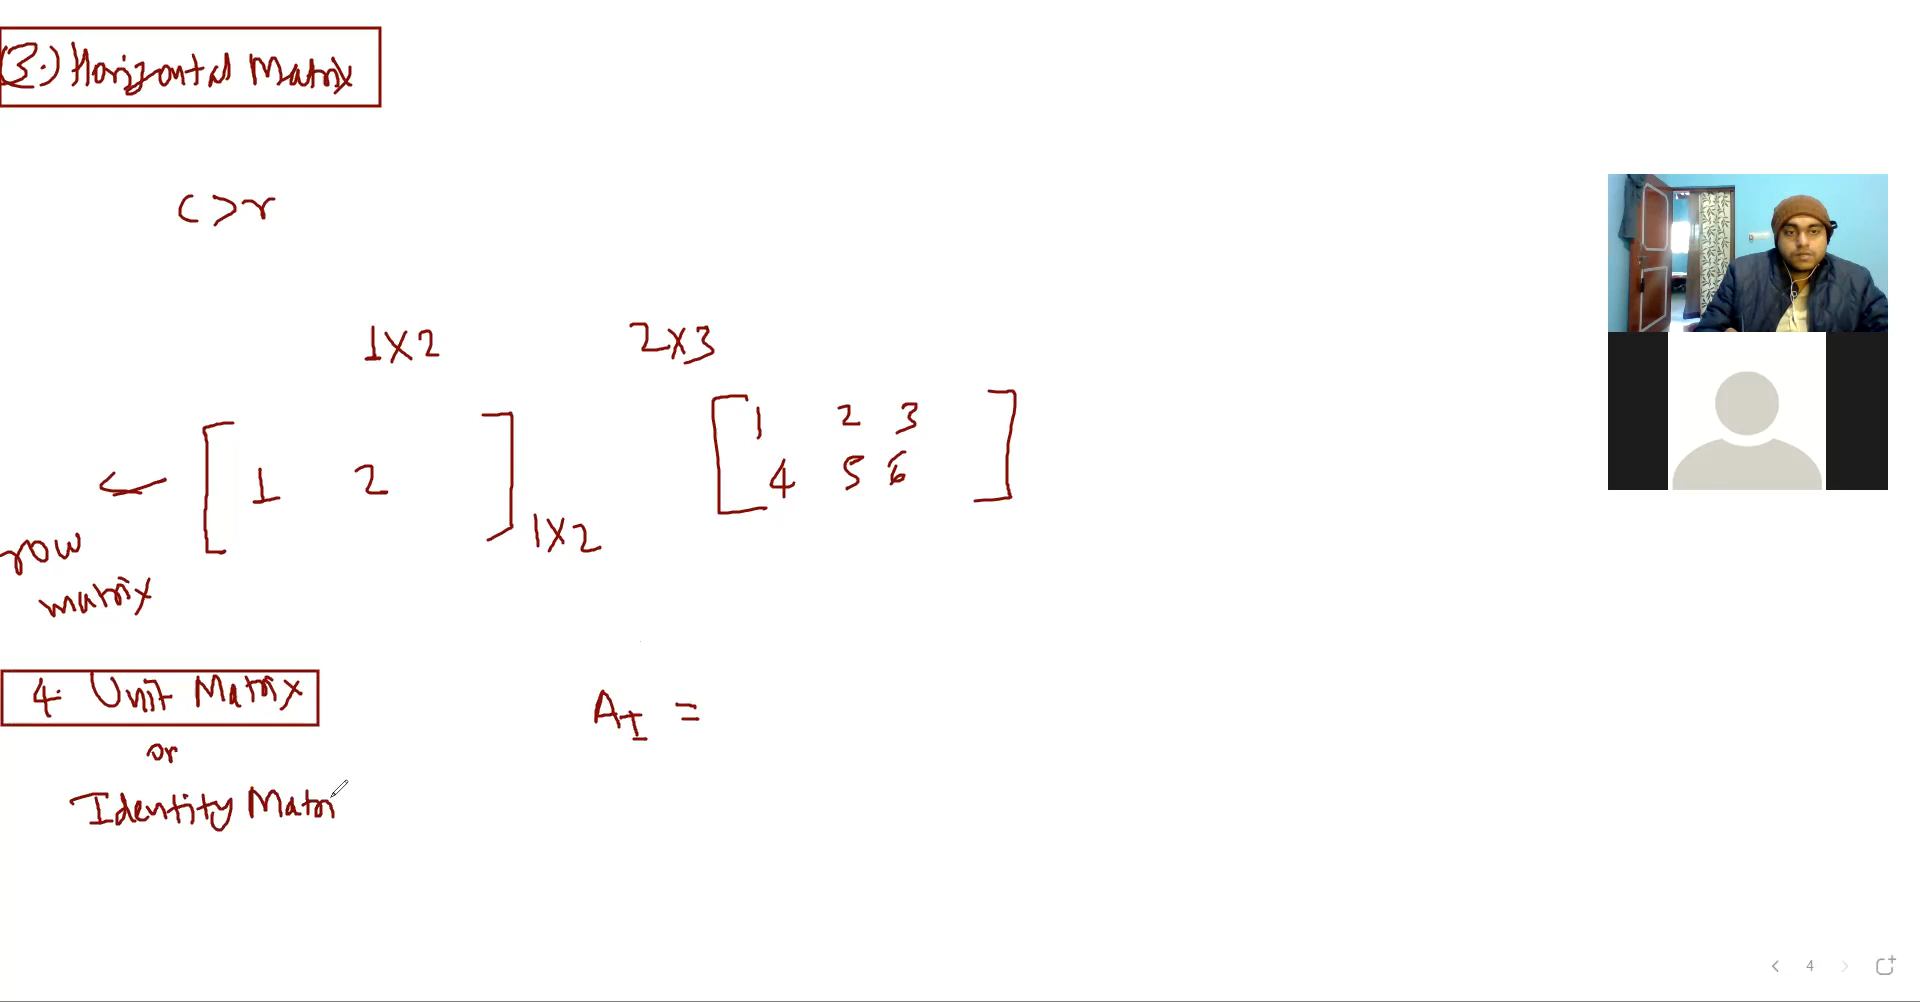 (3.) Horizontal Matrix
c > r
1X2 2X3
1 2 3
4 5 6
← 1 2
1X2
row
matrix
4. Unit Matrix
A_I =
or
Identity Matri
4